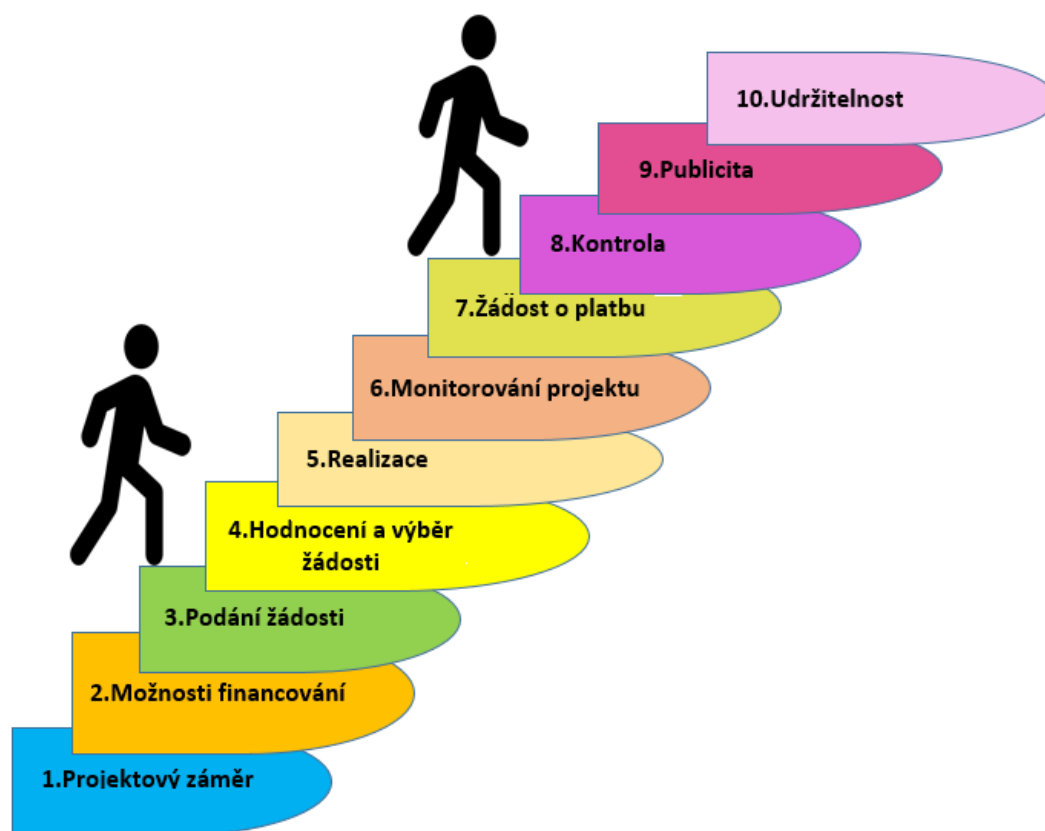 10.Udržitelnost
9.Publicita
8.Kontrola
7.Žádost o platbu
6.Monitorování projektu
5.Realizace
4.Hodnocení a výběr
žádosti
3.Podání žádosti
2.Možnosti financování
1.Projektový záměr